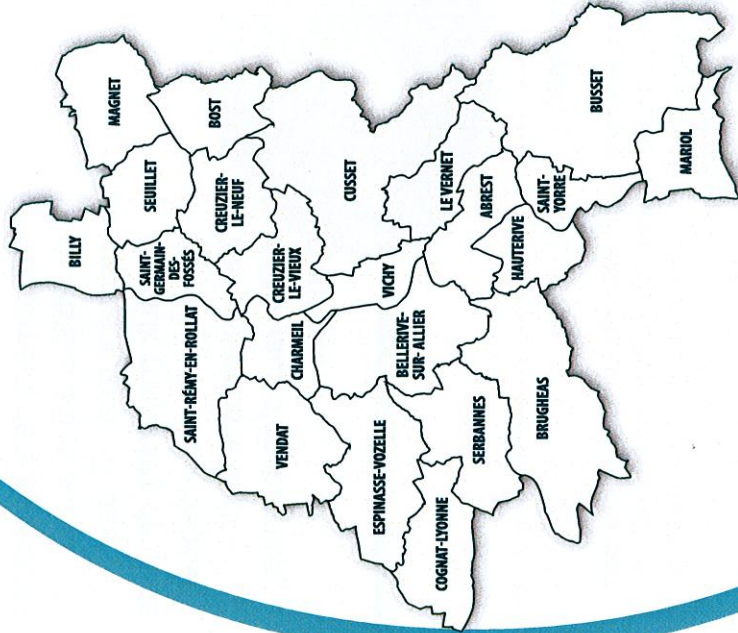 MAGNET
BILLY
SEUILLET
BOST
SAINT-
GERMAIN-
DES-
FOSSÉS
CREUZIER-
LE-NEUF
SAINT-RÉMY-EN-ROLLAT
CREUZIER-
LE-VIEUX
CUSSET
CHARMEIL
VENDAT
VICHY
LE VERNET
BELLERIVE-
SUR- ALLIER
ABREST
ESPINASSE-VOZELLE
BUSSET
SERBANNES
HAUTERIVE
SAINT-
YORRE
COGNAT-LYONNE
BRUGHEAS
MARIOL